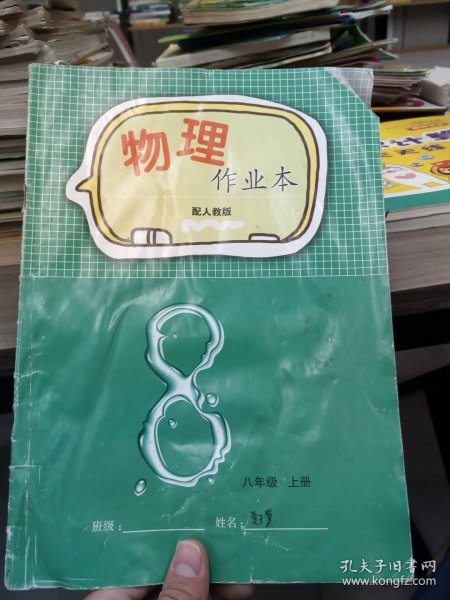 物理
作业本
配人教版
8
八年级 上册
班级：
姓名：
孔夫子旧书网
www.kongfz.com